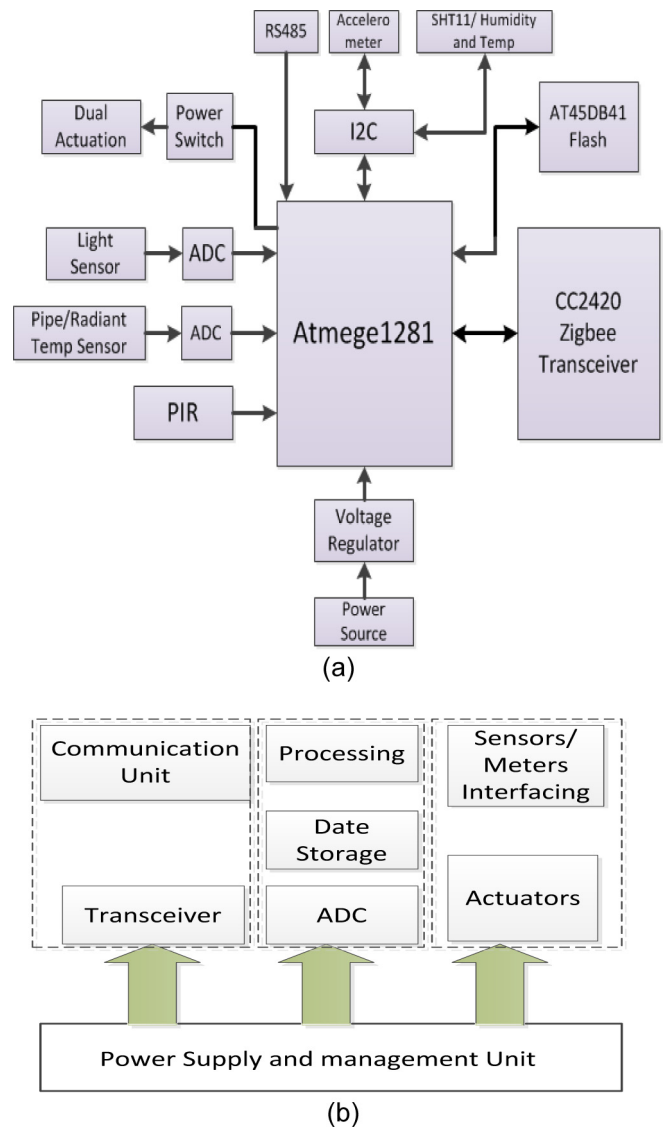 RS485
Accelero
meter
SHT11/ Humidity
and Temp
Dual
Actuation
Power
Switch
I2C
AT45DB41
Flash
Light
Sensor
ADC
Pipe/Radiant
Temp Sensor
ADC
Atmege1281
CC2420
Zigbee
Transceiver
PIR
Voltage
Regulator
Power
Source
(a)
Communication
Unit
Processing
Sensors/
Meters
Interfacing
Date
Storage
Transceiver
ADC
Actuators
Power Supply and management Unit
(b)